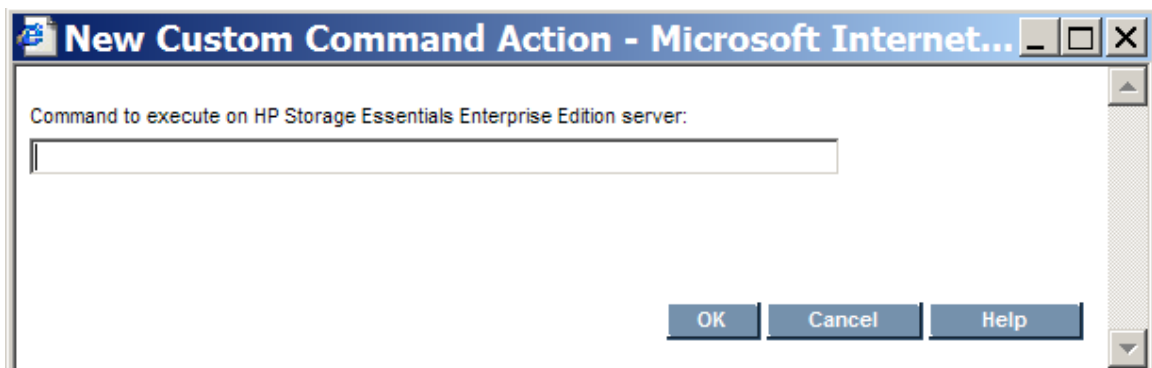 New Custom Command Action - Microsoft Internet...
Command to execute on HP Storage Essentials Enterprise Edition server:
OK Cancel Help